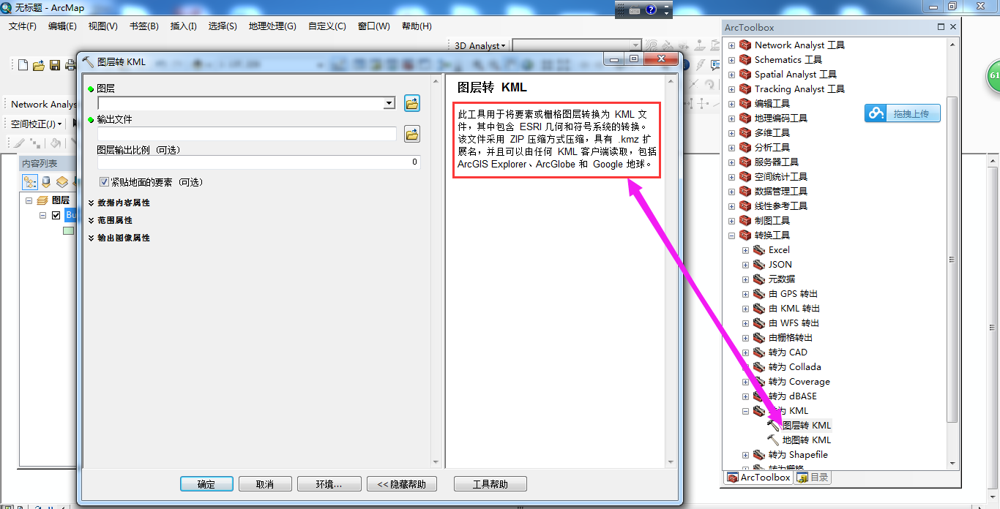 无标题 - ArcMap
文件(F) 编辑(E) 视图(V) 书签(B) 插入(I) 选择(S) 地理处理(G) 自定义(C) 窗口(W) 帮助(H)
3D Analyst
Network Analys
空间校正(J)
内容列表
图层
Bu
图层转 KML
图层
输出文件
图层输出比例 (可选)
0
紧贴地面的要素 (可选)
数据内容属性
范围属性
输出图像属性
图层转 KML
此工具用于将要素或栅格图层转换为 KML 文
件，其中包含 ESRI 几何和符号系统的转换。
该文件采用 ZIP 压缩方式压缩，具有 .kmz 扩
展名，并且可以由任何 KML 客户端读取，包括
ArcGIS Explorer、ArcGlobe 和 Google 地球。
确定
取消
环境...
<< 隐藏帮助
工具帮助
ArcToolbox
Network Analyst 工具
Schematics 工具
Spatial Analyst 工具
Tracking Analyst 工具
编辑工具
地理编码工具
多维工具
分析工具
服务器工具
空间统计工具
数据管理工具
线性参考工具
制图工具
转换工具
Excel
JSON
元数据
由 GPS 转出
由 KML 转出
由 WFS 转出
由栅格转出
转为 CAD
转为 Collada
转为 Coverage
转为 dBASE
转为 KML
图层转 KML
地图转 KML
转为 Shapefile
转为栅格
ArcToolbox
目录
拖拽上传
61